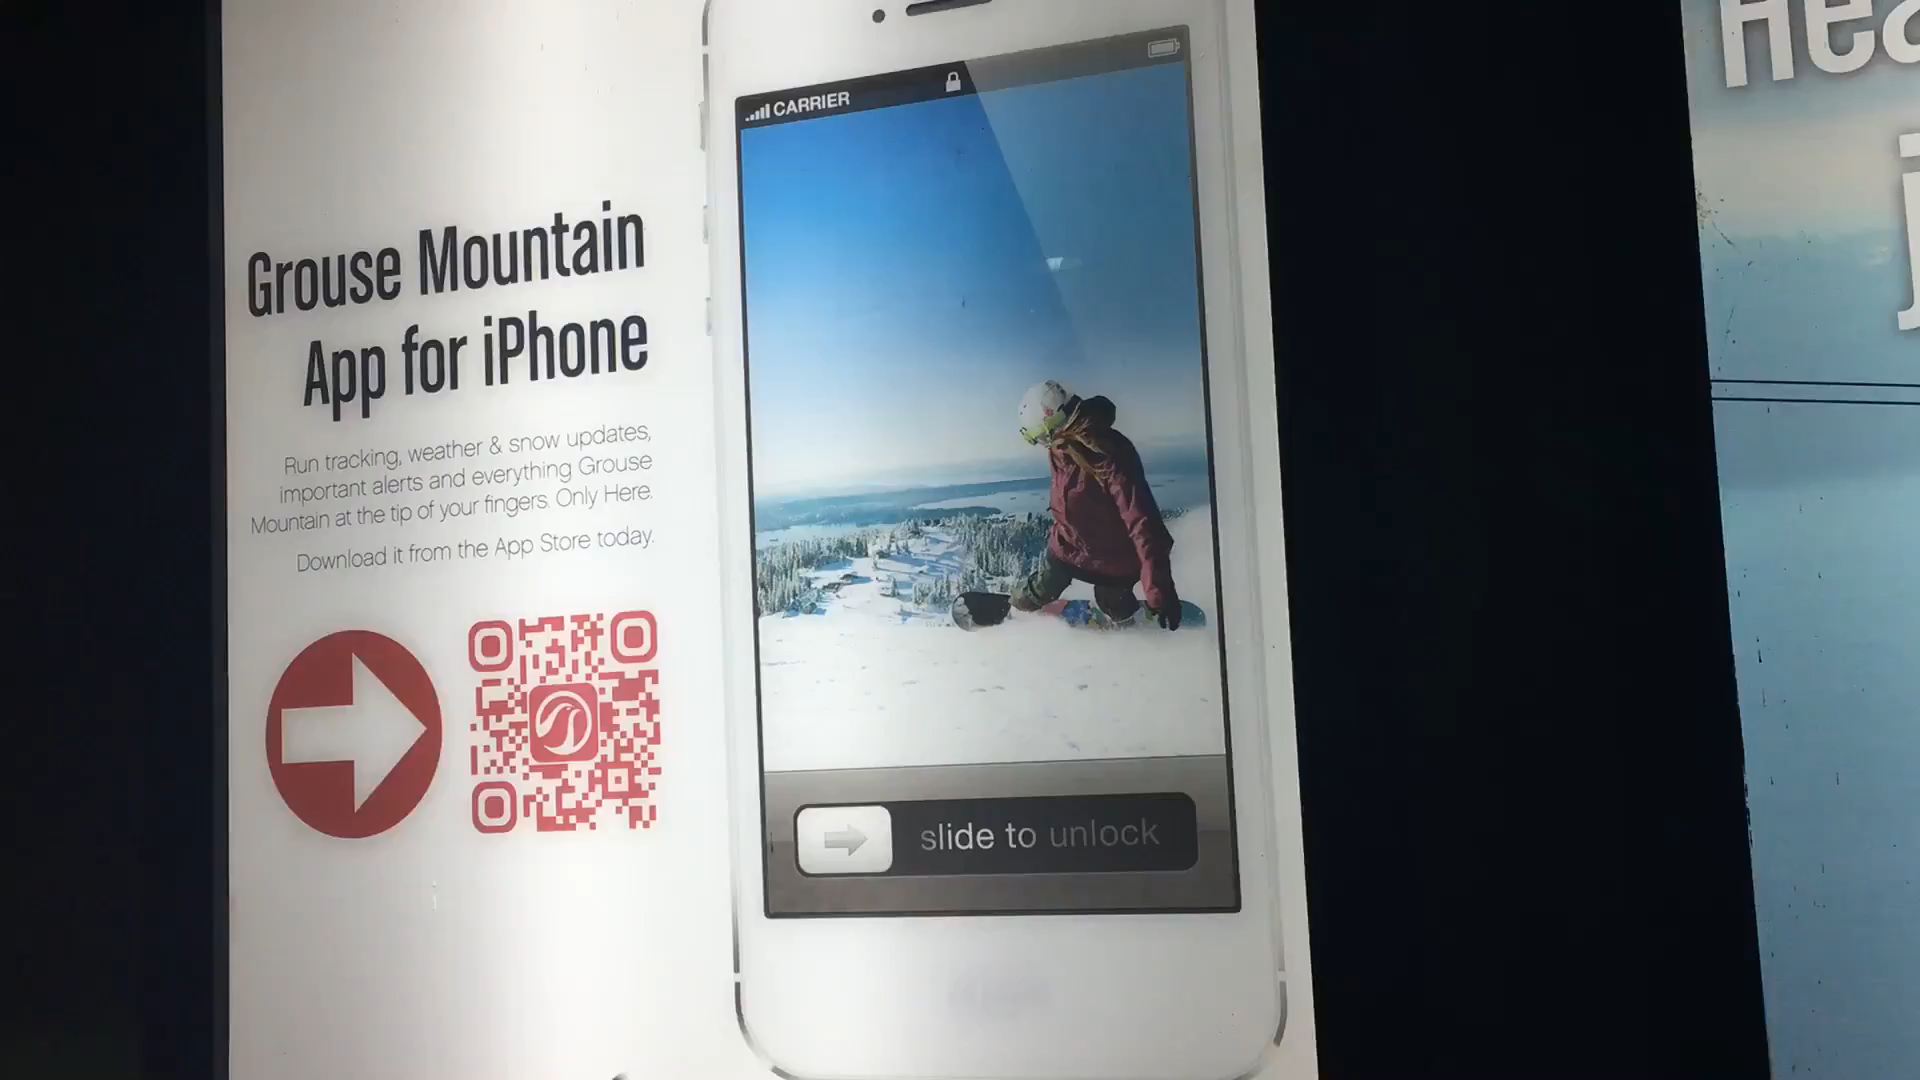 Grouse Mountain
App for iPhone
Run tracking, weather & snow updates,
important alerts and everything Grouse
Mountain at the tip of your fingers. Only Here.
Download it from the App Store today.
CARRIER
slide to unlock